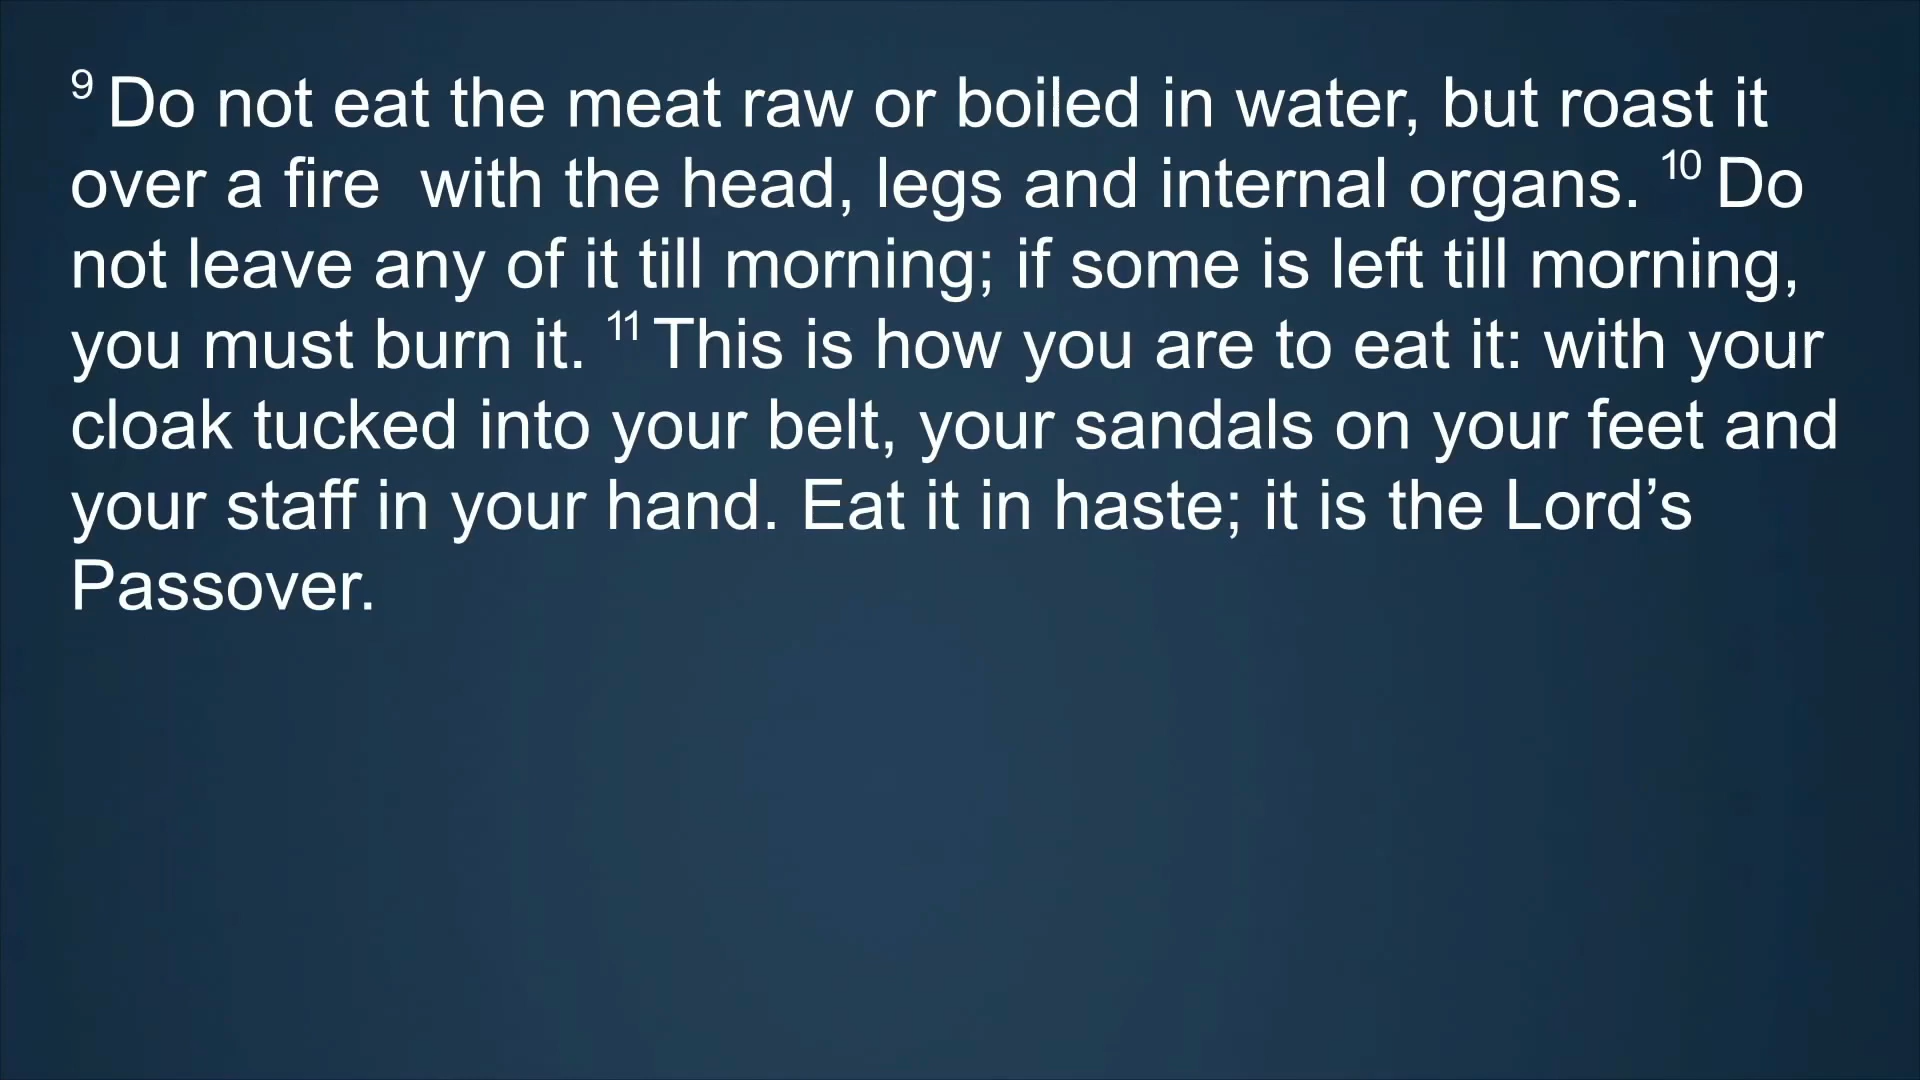 9 Do not eat the meat raw or boiled in water, but roast it
over a fire  with the head, legs and internal organs. 10 Do
not leave any of it till morning; if some is left till morning,
you must burn it. 11 This is how you are to eat it: with your
cloak tucked into your belt, your sandals on your feet and
your staff in your hand. Eat it in haste; it is the Lord’s
Passover.